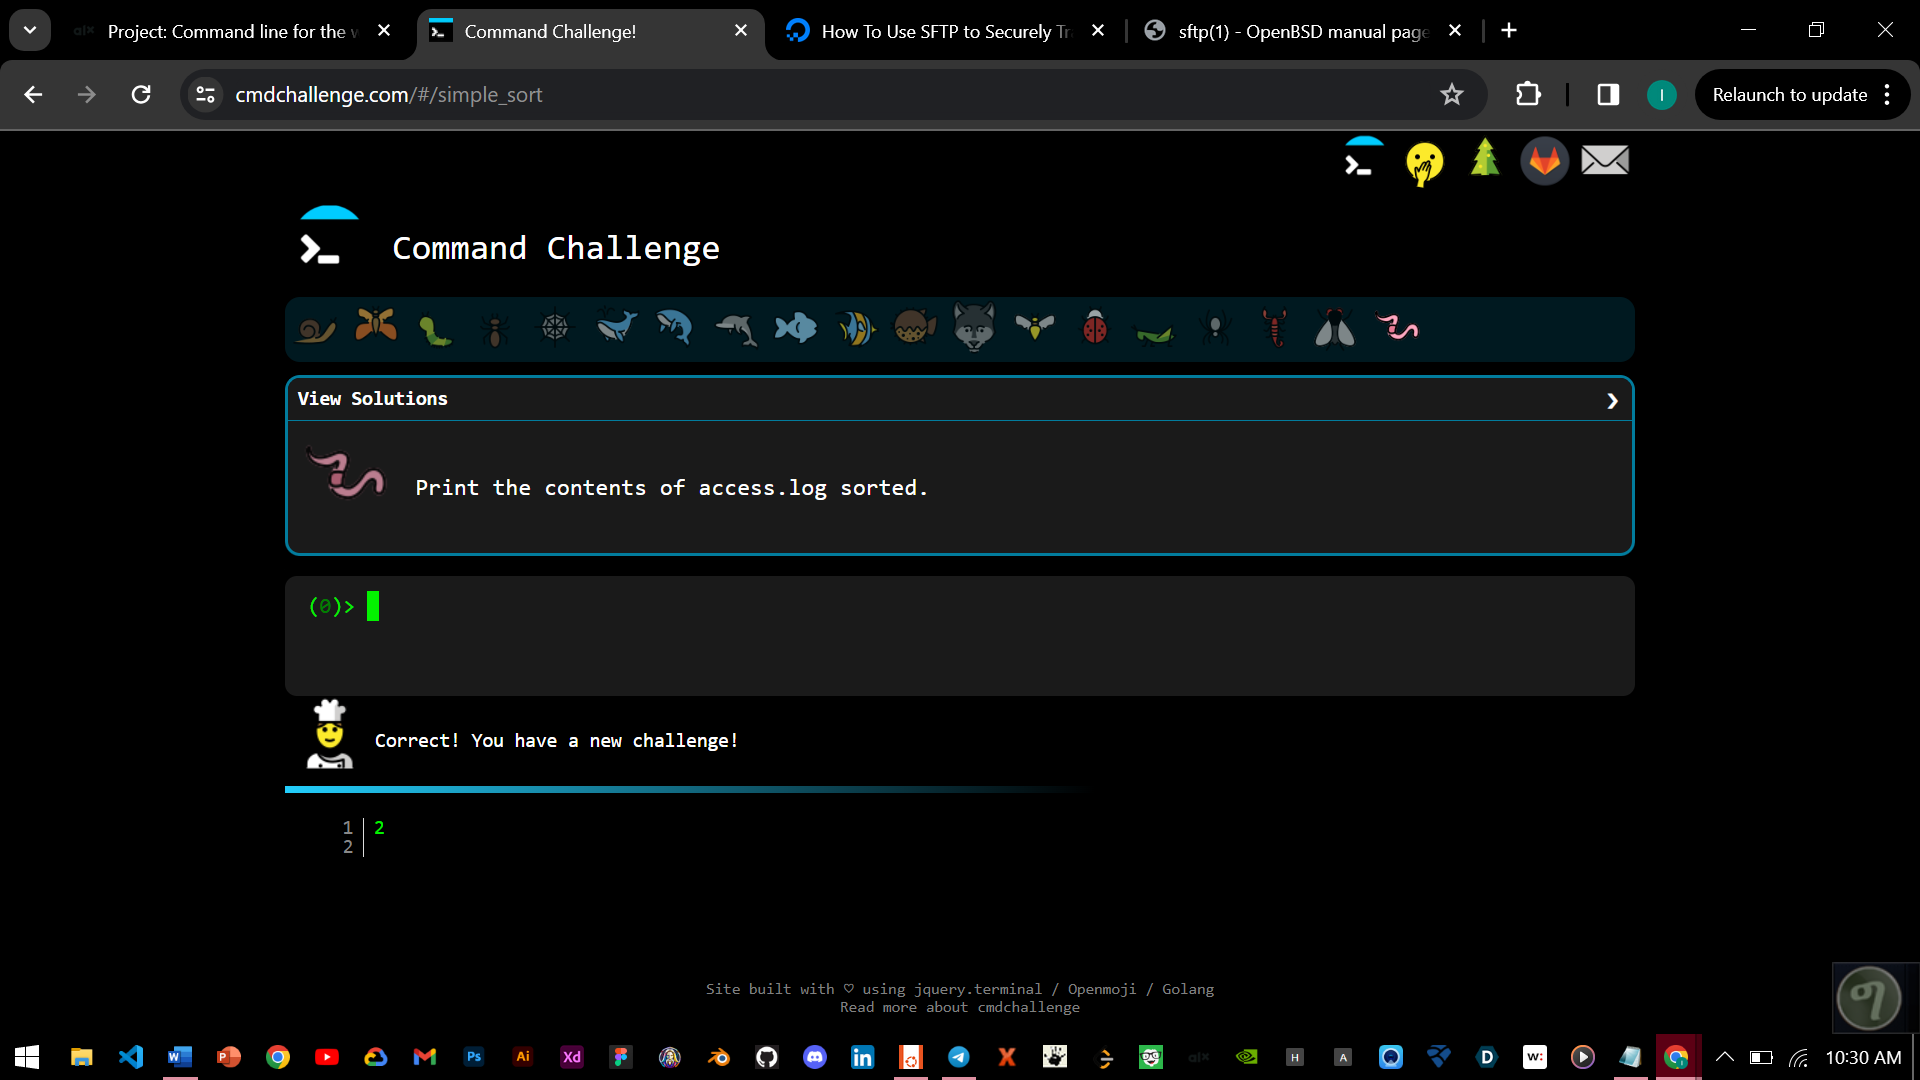 Project: Command line for the w
Command Challenge!
How To Use SFTP to Securely Tr
sftp(1) - OpenBSD manual page
cmdchallenge.com/#/simple_sort
I
Relaunch to update
Command Challenge
View Solutions
Print the contents of access.log sorted.
(0)>
Correct! You have a new challenge!
1 2
2
Site built with ♡ using jquery.terminal / Openmoji / Golang
Read more about cmdchallenge
10:30 AM